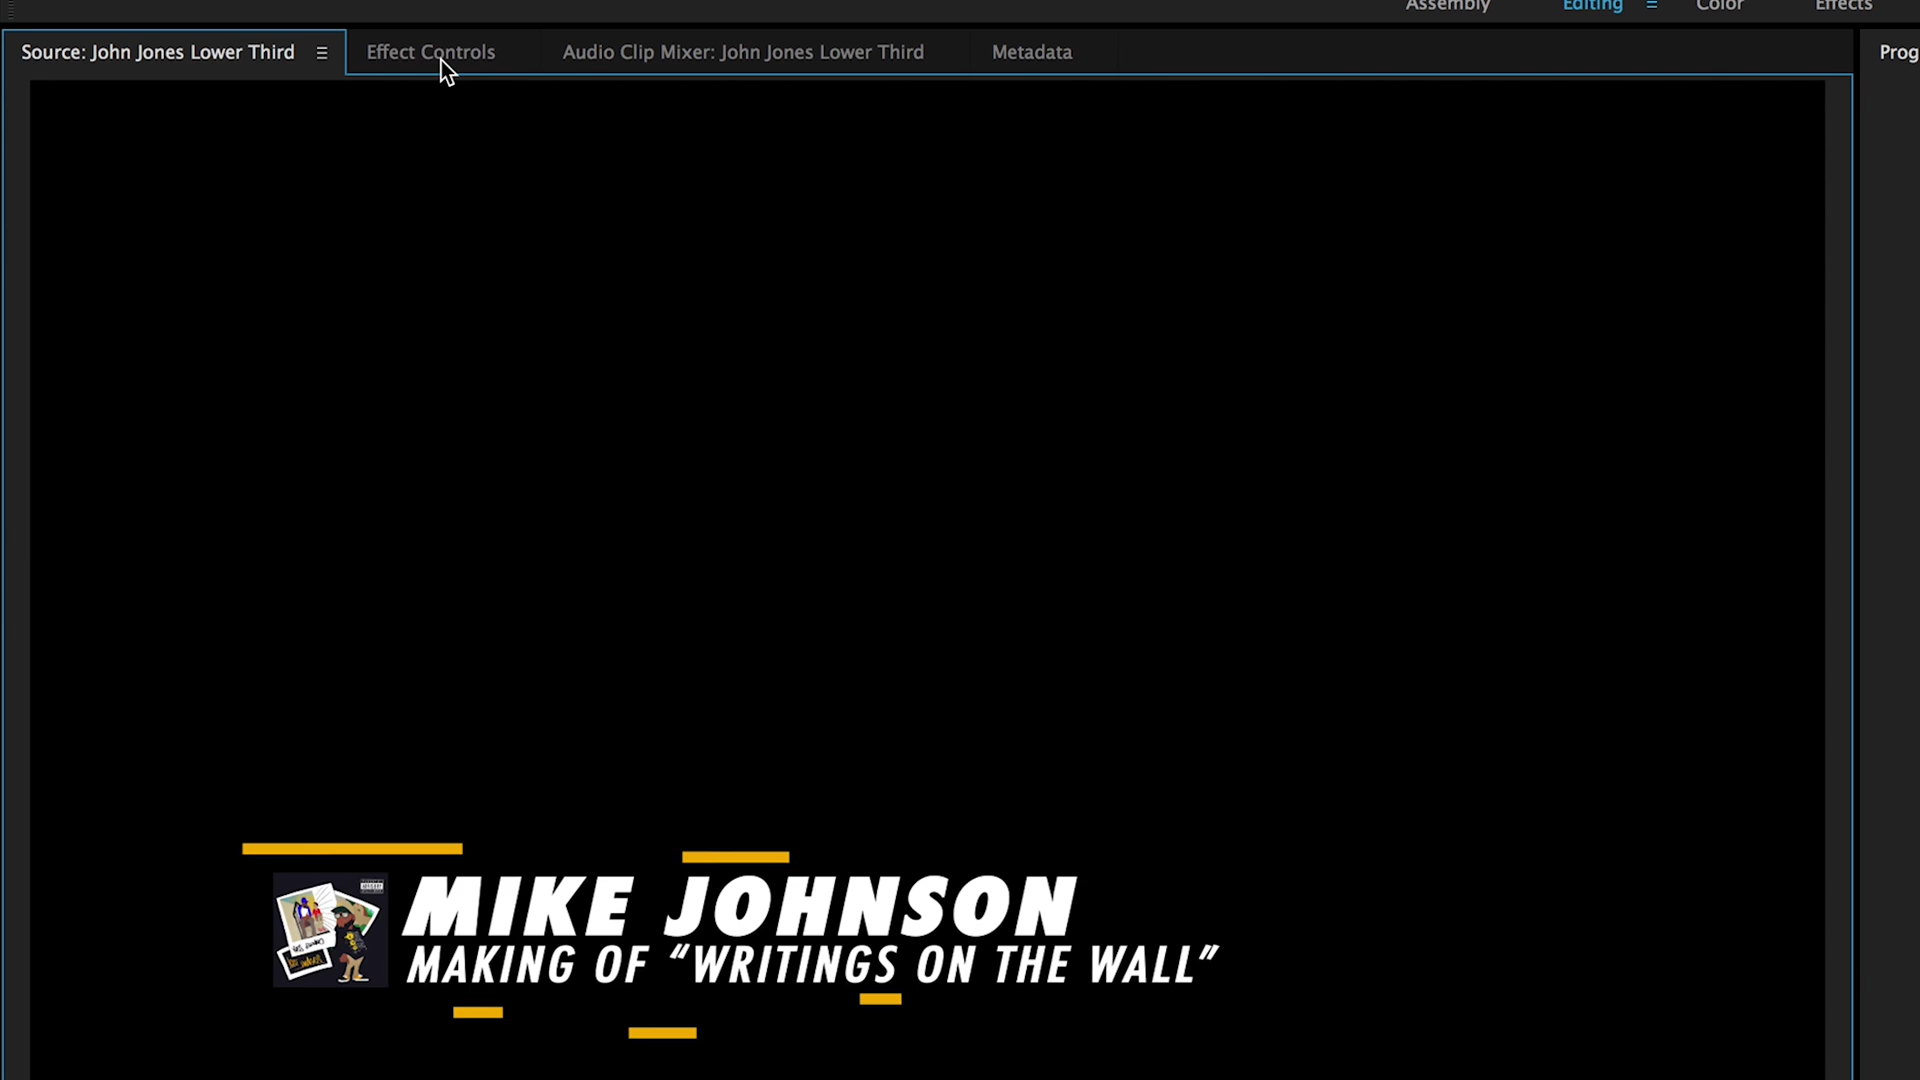 Assembly
Editing
Color
Effects
Source: John Jones Lower Third
Effect Controls
Audio Clip Mixer: John Jones Lower Third
Metadata
Prog
MIKE JOHNSON
MAKING OF “WRITINGS ON THE WALL”